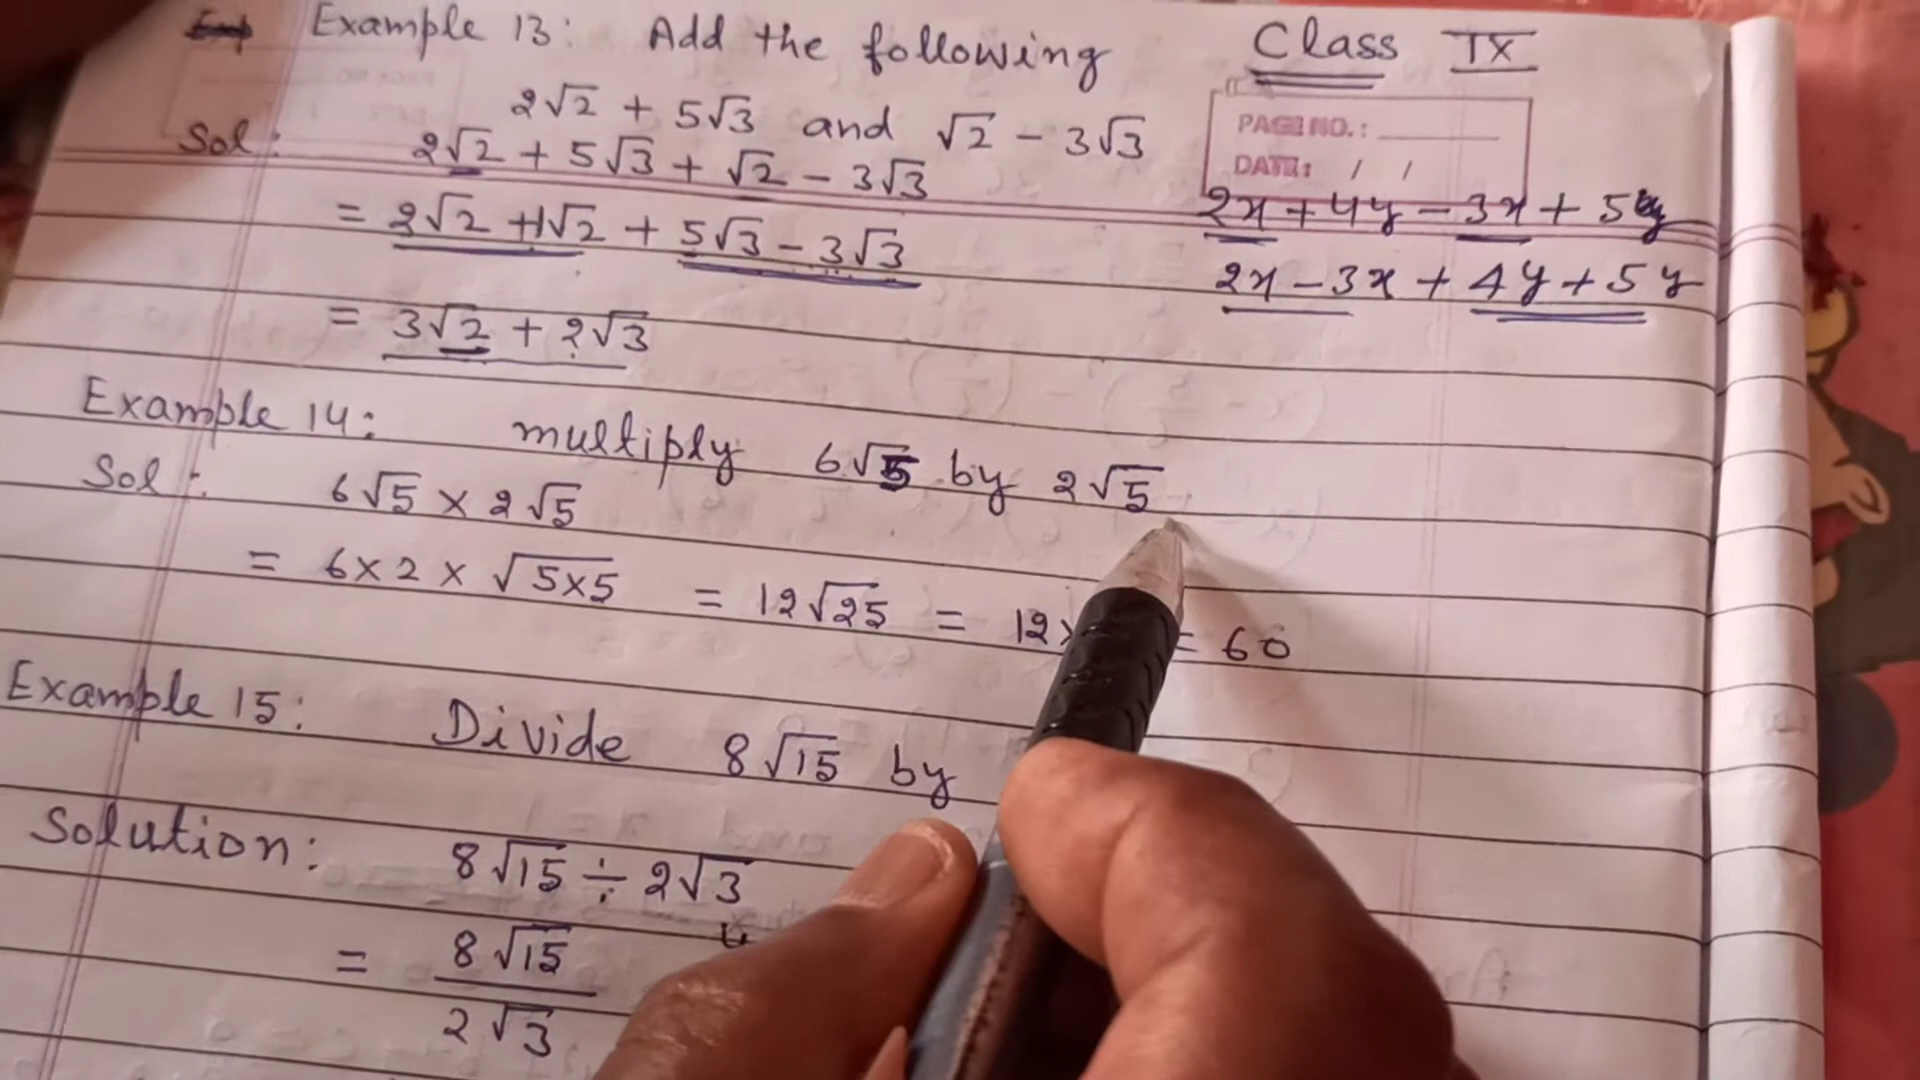 Example 13: Add the following
Class IX
2√2 + 5√3 and √2 - 3√3
PAGE NO.:
DATE: / /
Sol: 2√2 + 5√3 + √2 - 3√3
= 2√2 + 1√2 + 5√3 - 3√3
2x + 4y - 3x + 5y
2x - 3x + 4y + 5y
= 3√2 + 2√3
Example 14: multiply 6√5 by 2√5
Sol: 6√5 × 2√5
= 6×2×√5×5 = 12√25 = 12× = 60
Example 15: Divide 8√15 by
Solution: 8√15 ÷ 2√3
= 8√15
2√3